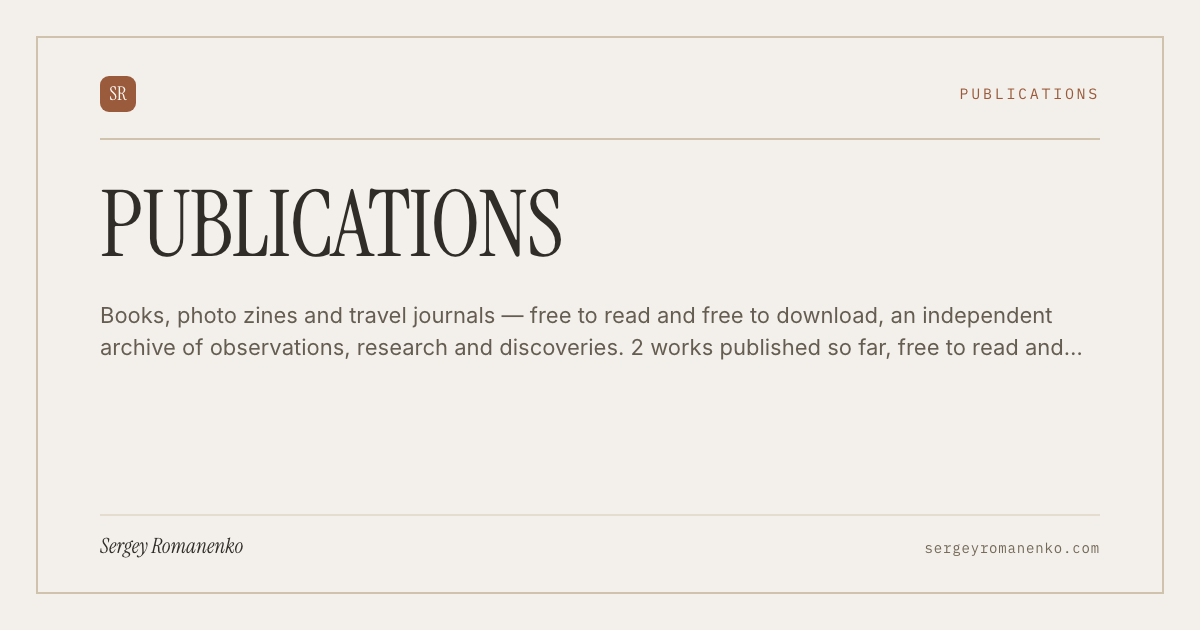 SR
PUBLICATIONS
PUBLICATIONS
Books, photo zines and travel journals — free to read and free to download, an independent
archive of observations, research and discoveries. 2 works published so far, free to read and...
Sergey Romanenko
sergeyromanenko.com